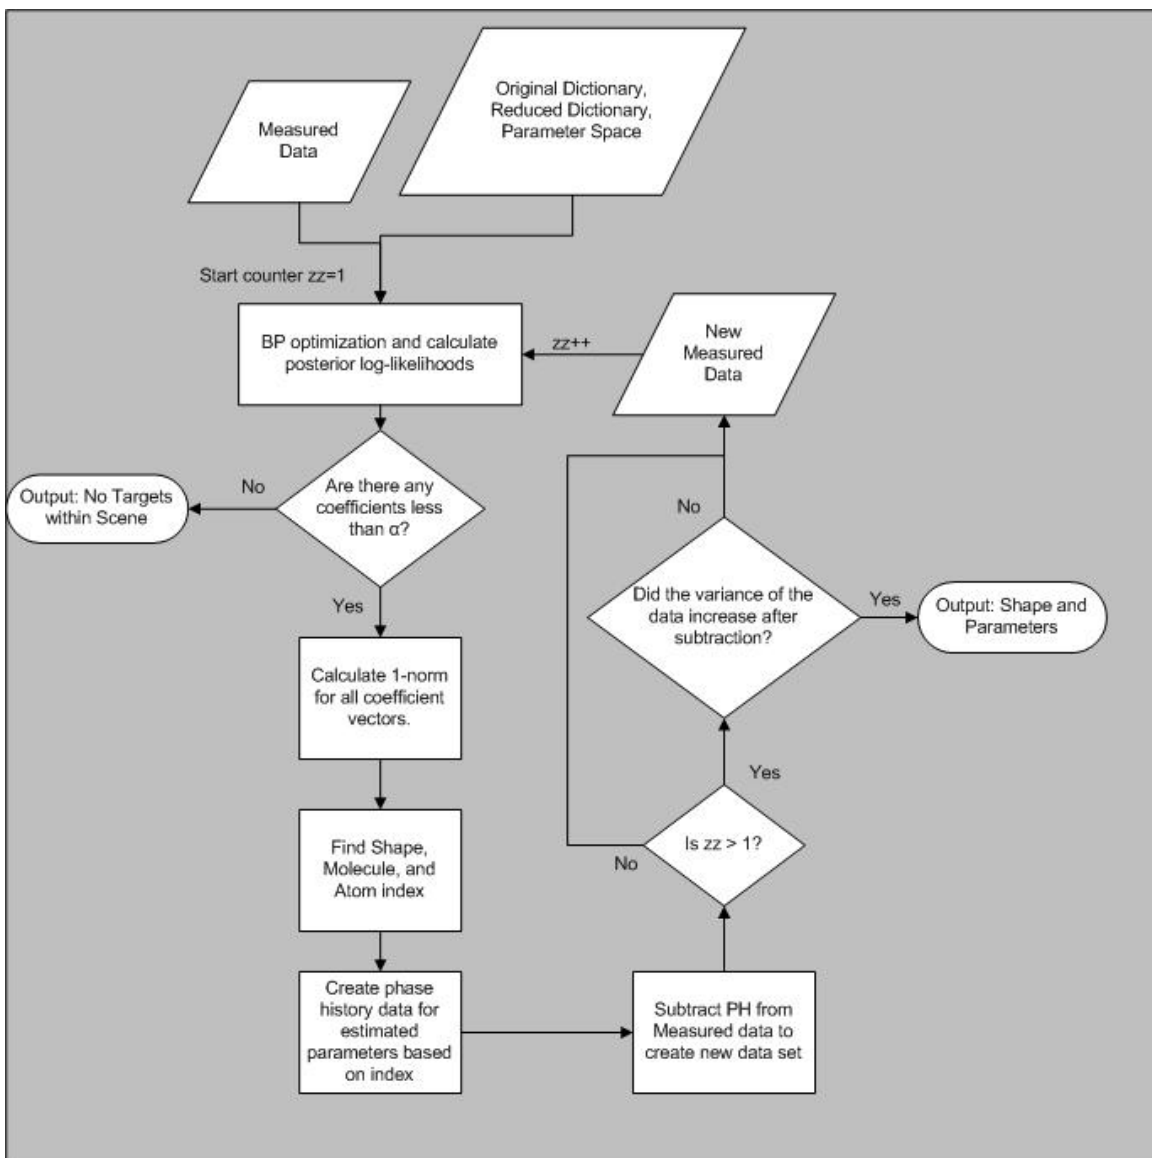 Original Dictionary,
Reduced Dictionary,
Parameter Space
Measured
Data
Start counter zz=1
BP optimization and calculate
posterior log-likelihoods
zz++
New
Measured
Data
Are there any
coefficients less
than α?
No
Output: No Targets
within Scene
Yes
Calculate 1-norm
for all coefficient
vectors.
Find Shape,
Molecule, and
Atom index
Create phase
history data for
estimated
parameters based
on index
Subtract PH from
Measured data to
create new data set
Is zz > 1?
No
Yes
Did the variance of the
data increase after
subtraction?
No
Yes
Output: Shape and
Parameters